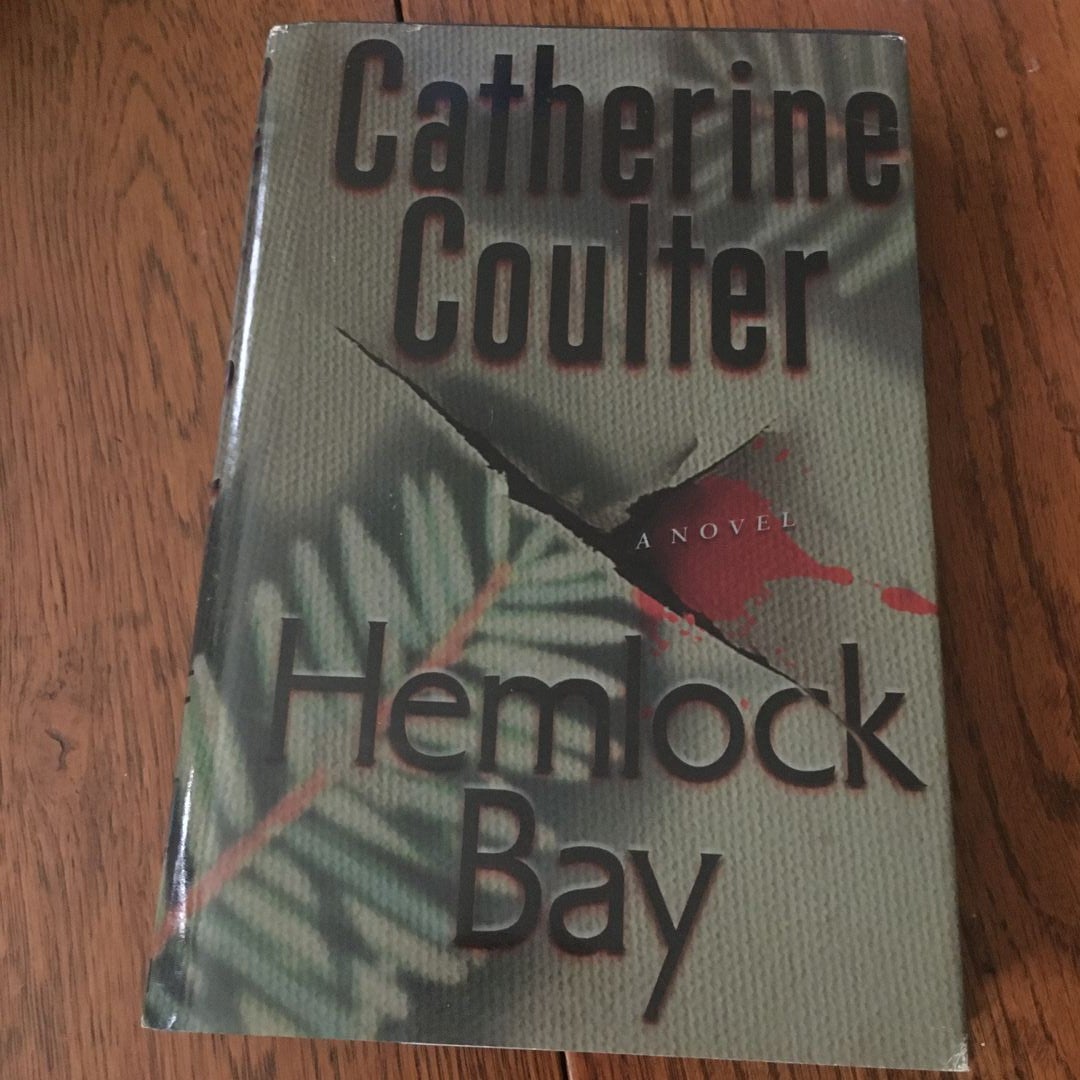 Catherine
Coulter
A NOVEL
Hemlock
Bay